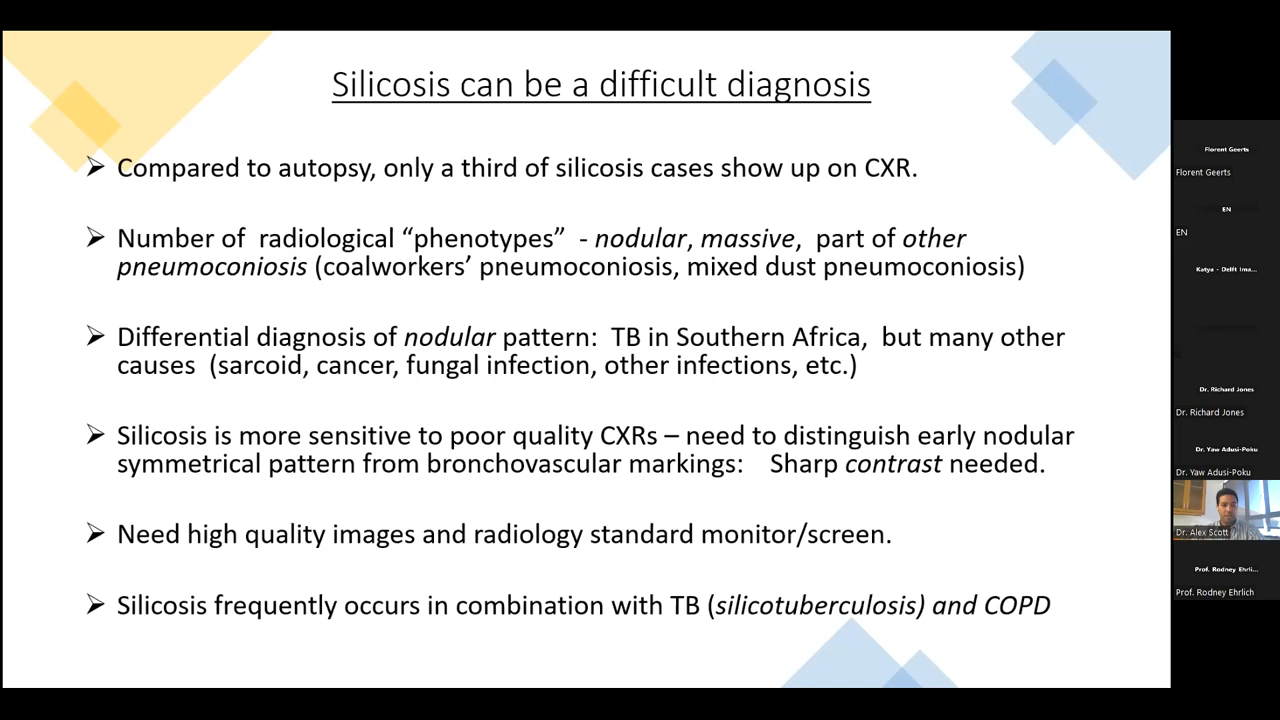 Silicosis can be a difficult diagnosis
➢ Compared to autopsy, only a third of silicosis cases show up on CXR.
➢ Number of radiological “phenotypes” - nodular, massive, part of other
pneumoconiosis (coalworkers’ pneumoconiosis, mixed dust pneumoconiosis)
➢ Differential diagnosis of nodular pattern: TB in Southern Africa, but many other
causes (sarcoid, cancer, fungal infection, other infections, etc.)
➢ Silicosis is more sensitive to poor quality CXRs – need to distinguish early nodular
symmetrical pattern from bronchovascular markings: Sharp contrast needed.
➢ Need high quality images and radiology standard monitor/screen.
➢ Silicosis frequently occurs in combination with TB (silicotuberculosis) and COPD
Florent Geerts
Florent Geerts
EN
EN
Katya - Delft Ima...
Dr. Richard Jones
Dr. Richard Jones
Dr. Yaw Adusi-Poku
Dr. Yaw Adusi-Poku
Dr. Alex Scott
Prof. Rodney Ehrli...
Prof. Rodney Ehrlich